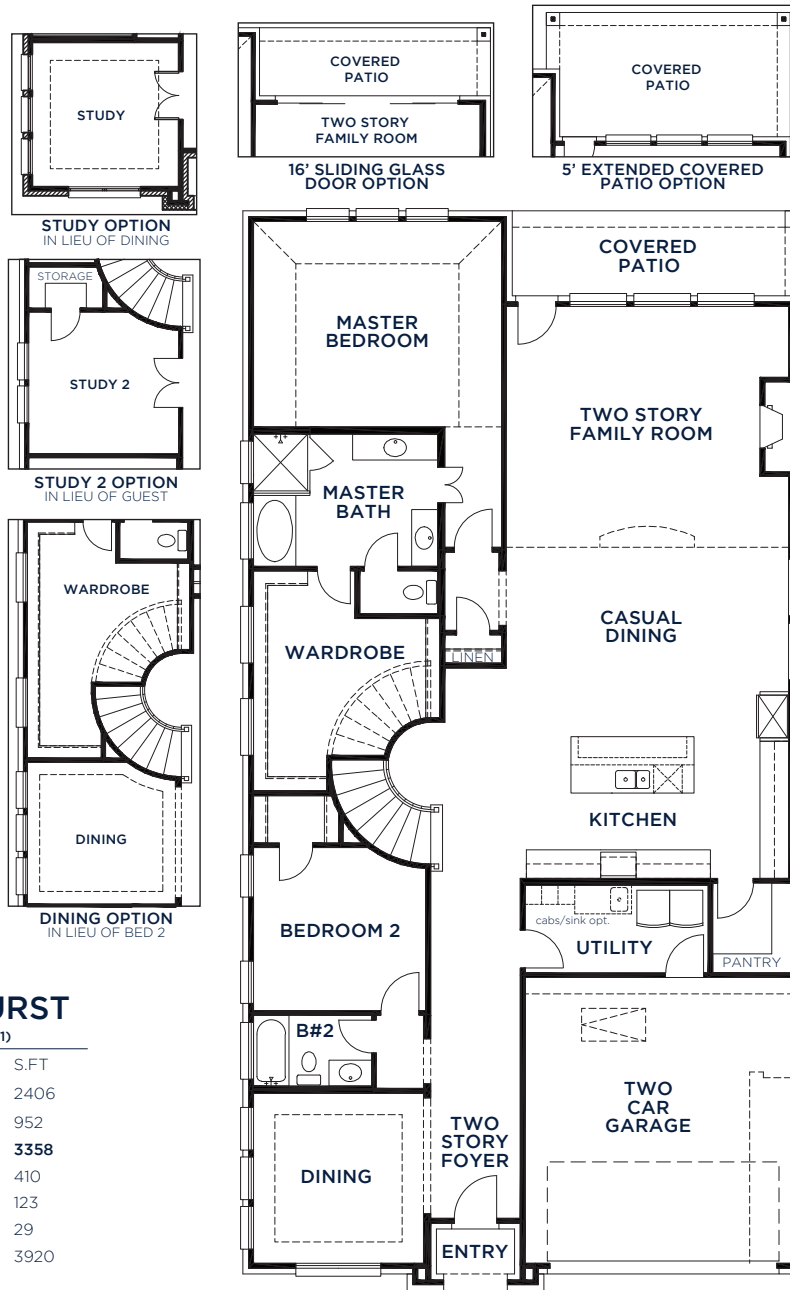 STUDY
STUDY OPTION
IN LIEU OF DINING
COVERED
PATIO
TWO STORY
FAMILY ROOM
16' SLIDING GLASS
DOOR OPTION
COVERED
PATIO
5' EXTENDED COVERED
PATIO OPTION
STORAGE
STUDY 2
STUDY 2 OPTION
IN LIEU OF GUEST
WARDROBE
DINING
DINING OPTION
IN LIEU OF BED 2
COVERED
PATIO
MASTER
BEDROOM
TWO STORY
FAMILY ROOM
MASTER
BATH
CASUAL
DINING
WARDROBE
LINEN
KITCHEN
BEDROOM 2
cabs/sink opt.
UTILITY
PANTRY
B#2
TWO
CAR
GARAGE
TWO
STORY
FOYER
DINING
ENTRY
URST
1)
S.FT
2406
952
3358
410
123
29
3920